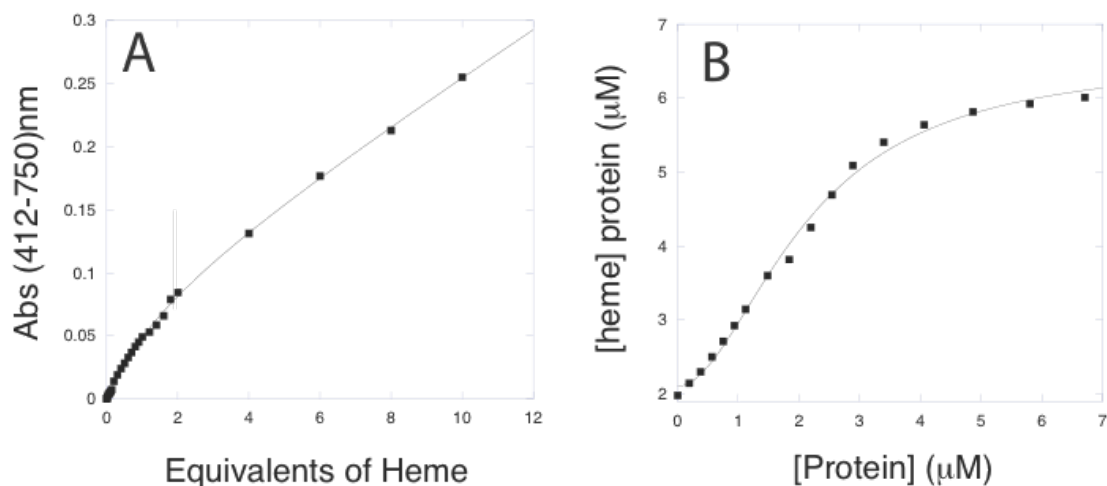 A
Abs (412-750)nm
0.3
0.25
0.2
0.15
0.1
0.05
0
0 2 4 6 8 10 12
Equivalents of Heme
B
[heme] protein (μM)
7
6
5
4
3
2
0 1 2 3 4 5 6 7
[Protein] (μM)